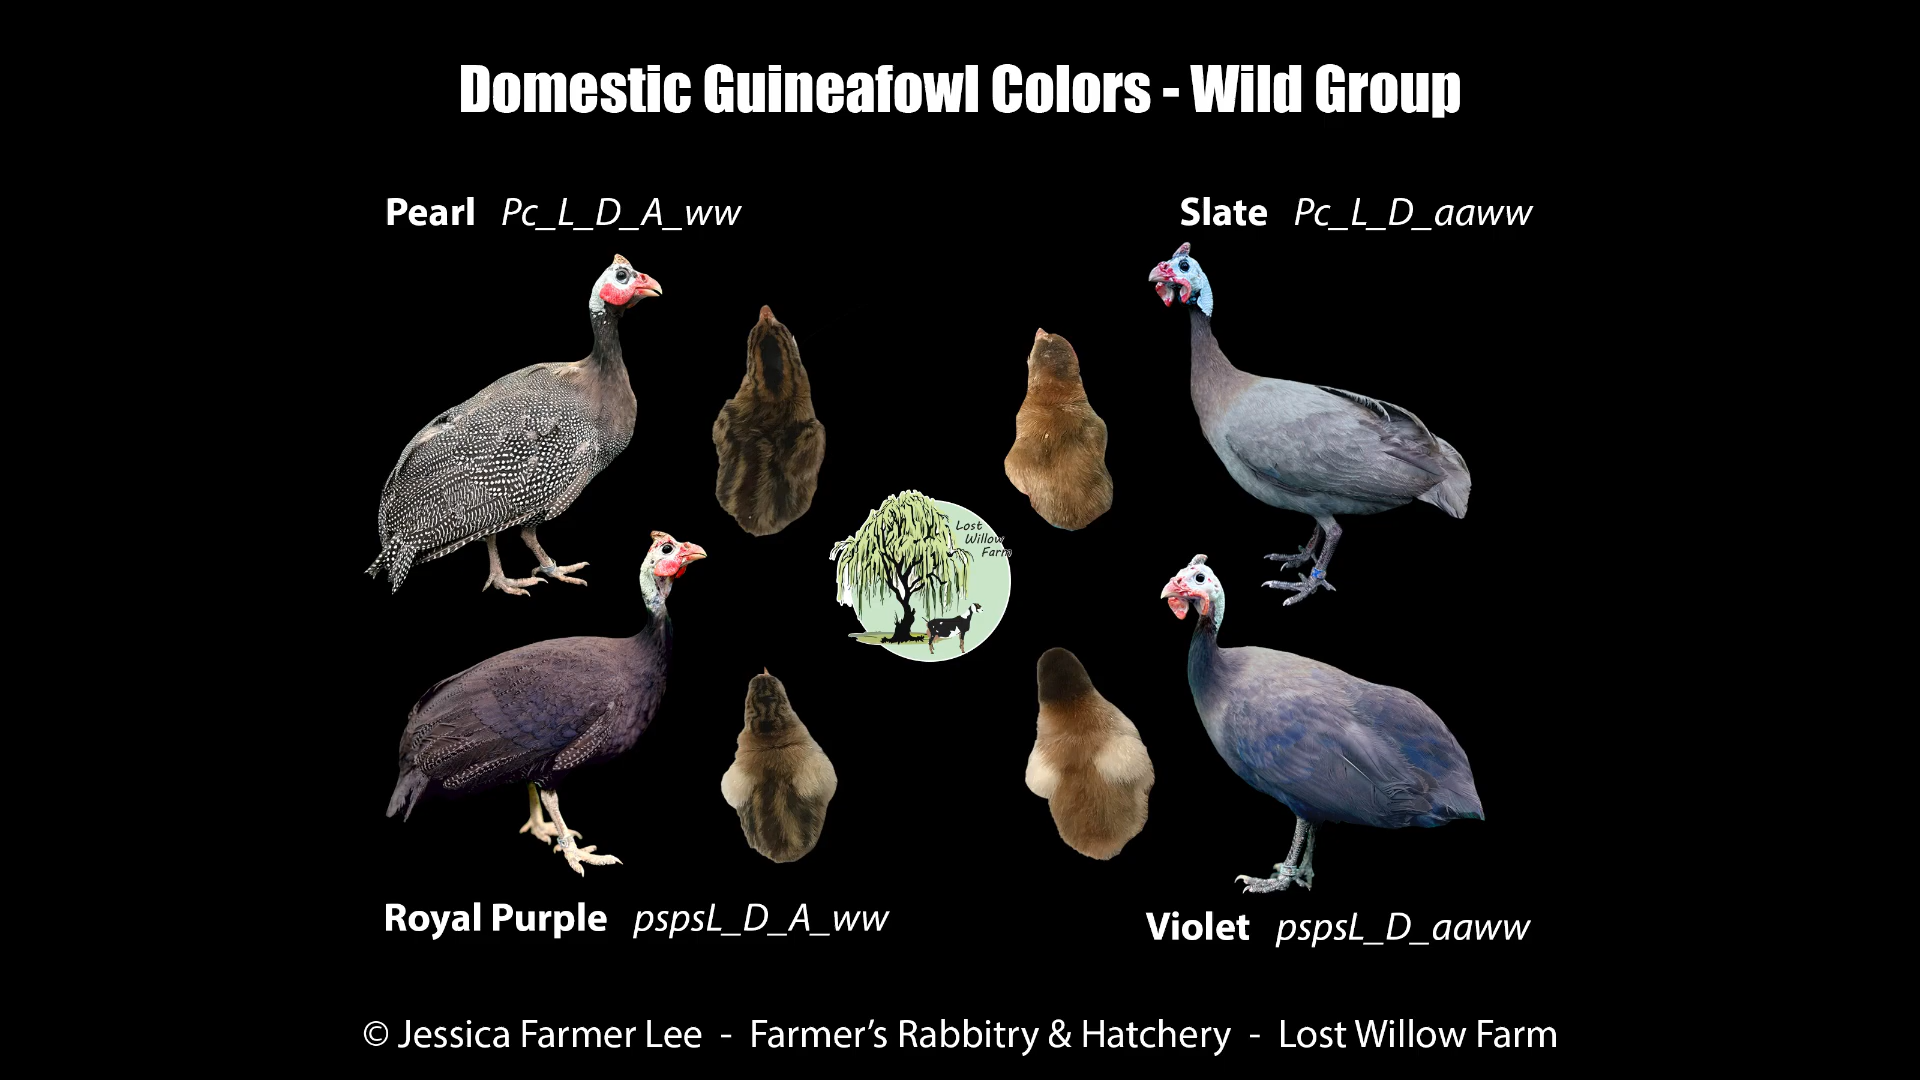 Domestic Guineafowl Colors - Wild Group
Pearl Pc_L_D_A_ww
Slate Pc_L_D_aaww
Lost
Willow
Farm
Royal Purple pspsL_D_A_ww
Violet pspsL_D_aaww
© Jessica Farmer Lee - Farmer’s Rabbitry & Hatchery - Lost Willow Farm